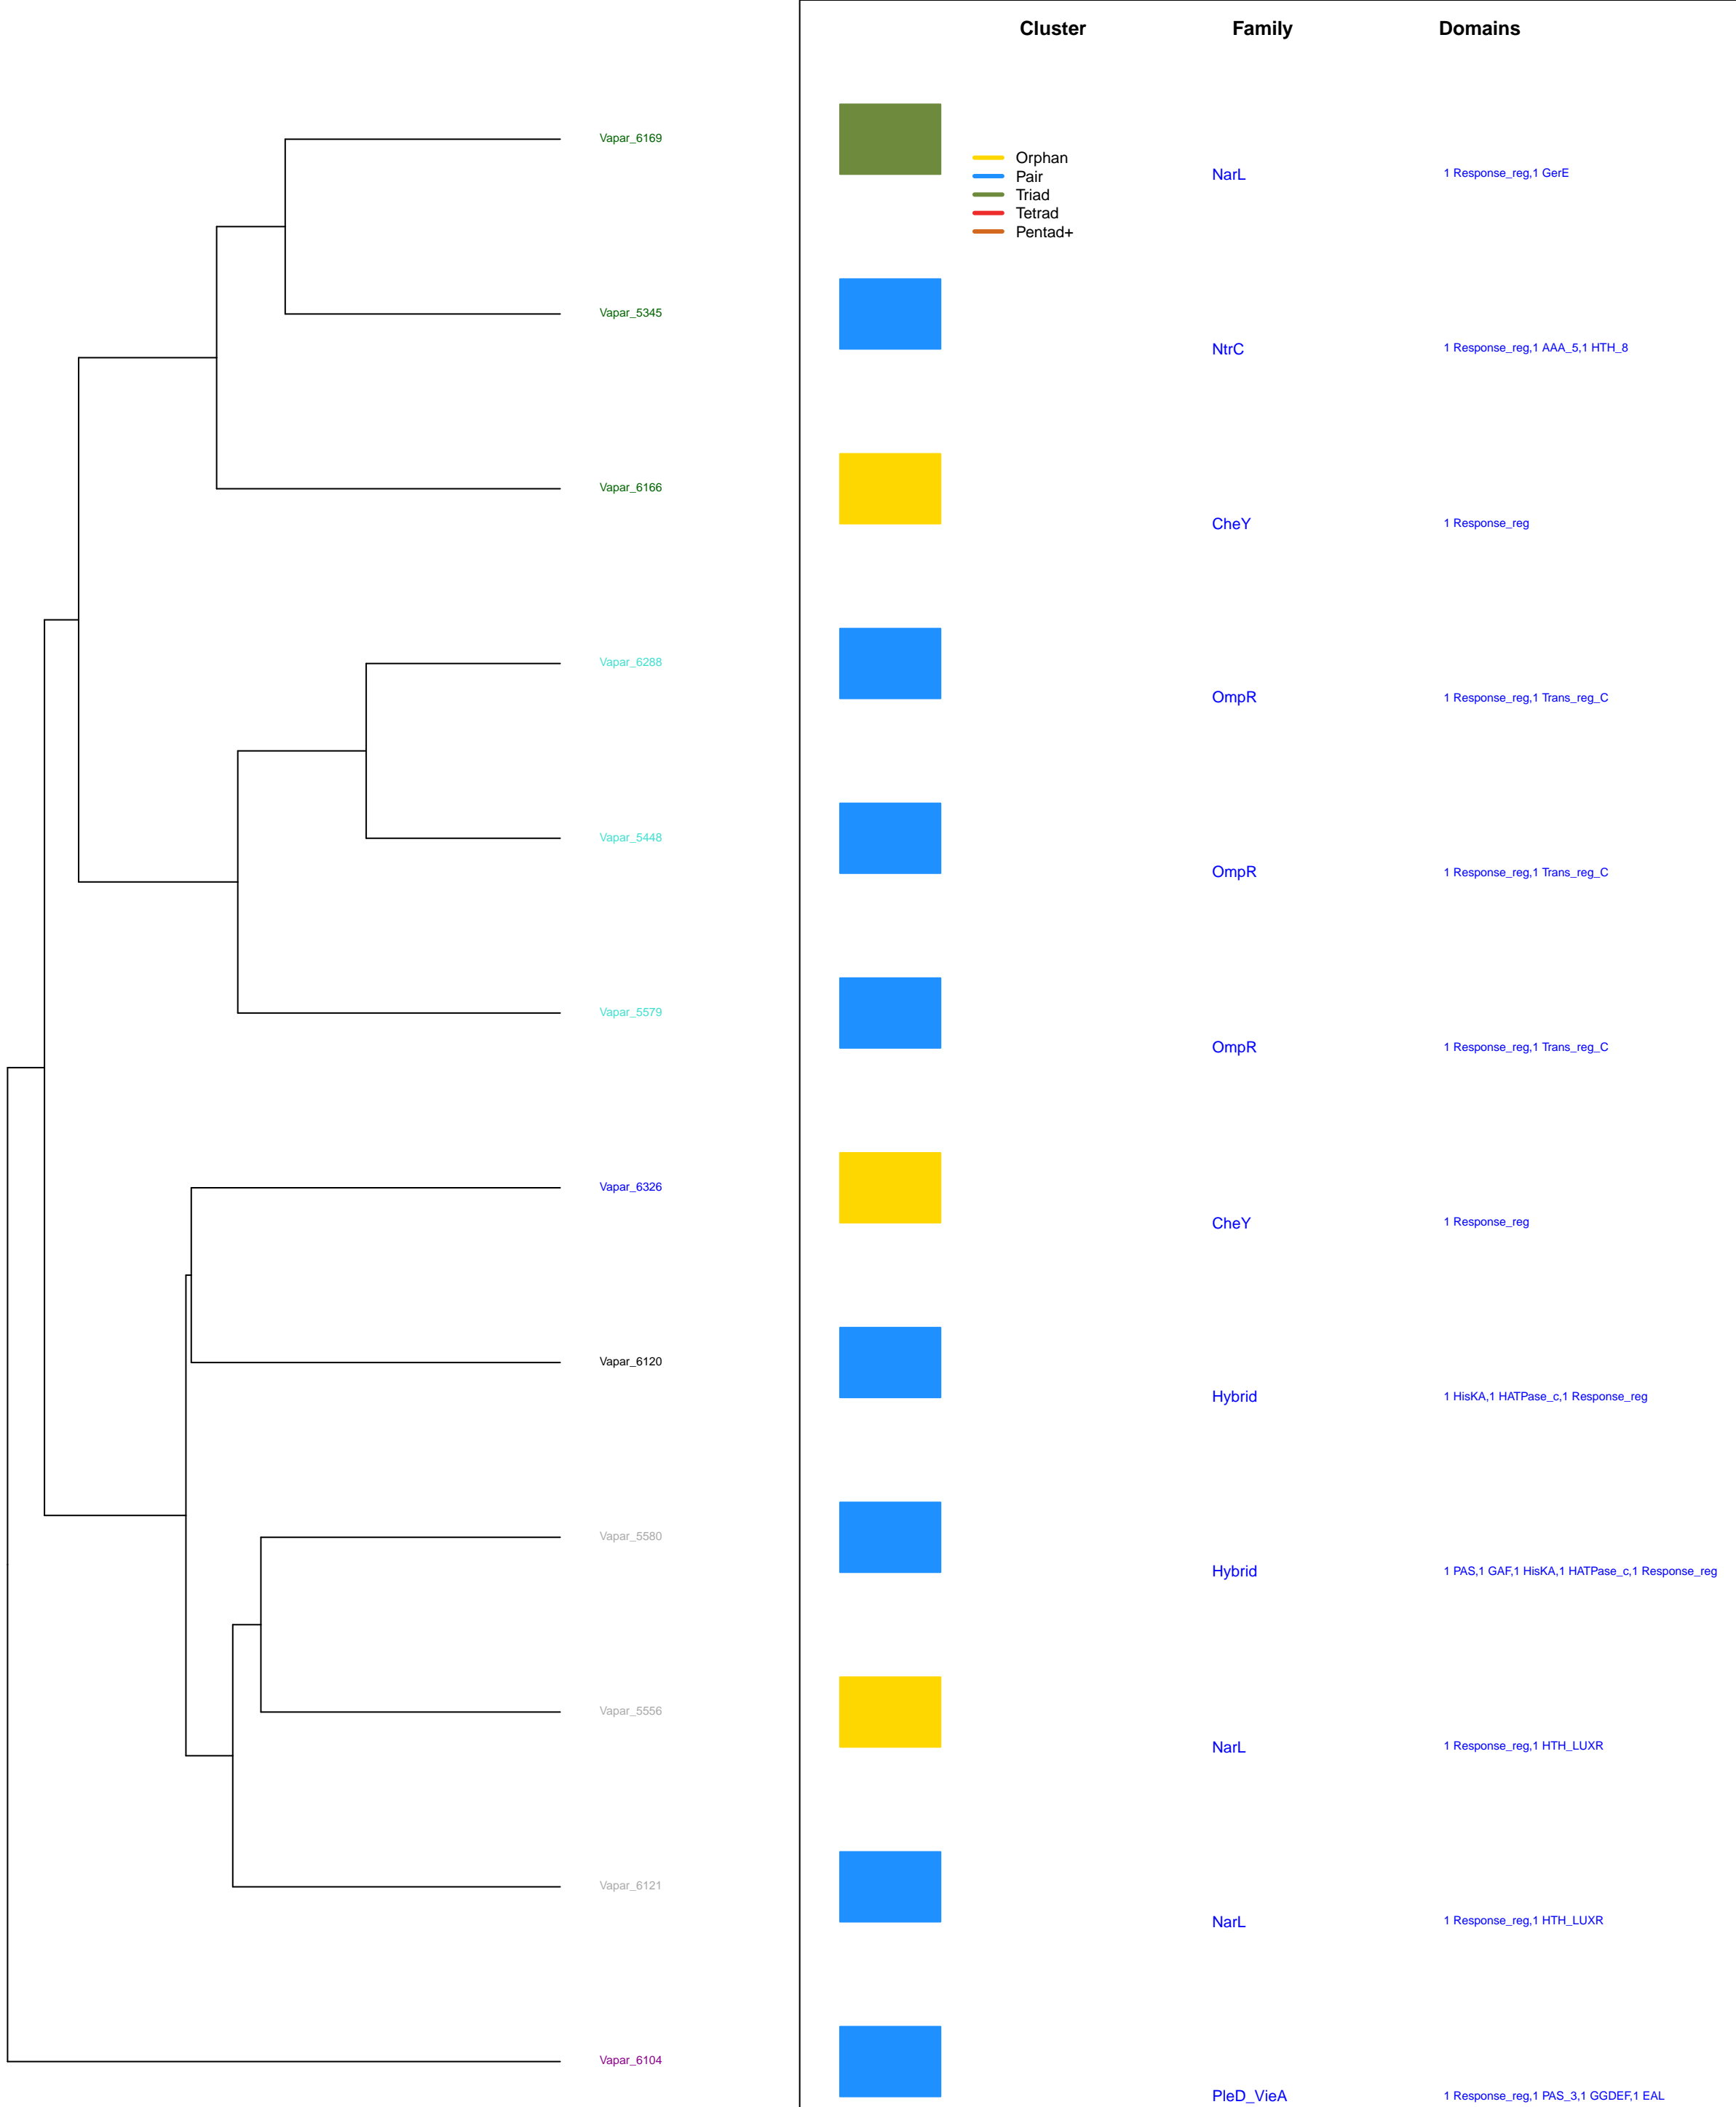 Cluster Family Domains
Vapar_6169
Orphan
Pair
Triad
Tetrad
Pentad+
NarL 1 Response_reg,1 GerE
Vapar_5345
NtrC 1 Response_reg,1 AAA_5,1 HTH_8
Vapar_6166
CheY 1 Response_reg
Vapar_6288
OmpR 1 Response_reg,1 Trans_reg_C
Vapar_5448
OmpR 1 Response_reg,1 Trans_reg_C
Vapar_5579
OmpR 1 Response_reg,1 Trans_reg_C
Vapar_6326
CheY 1 Response_reg
Vapar_6120
Hybrid 1 HisKA,1 HATPase_c,1 Response_reg
Vapar_5580
Hybrid 1 PAS,1 GAF,1 HisKA,1 HATPase_c,1 Response_reg
Vapar_5556
NarL 1 Response_reg,1 HTH_LUXR
Vapar_6121
NarL 1 Response_reg,1 HTH_LUXR
Vapar_6104
PleD_VieA 1 Response_reg,1 PAS_3,1 GGDEF,1 EAL